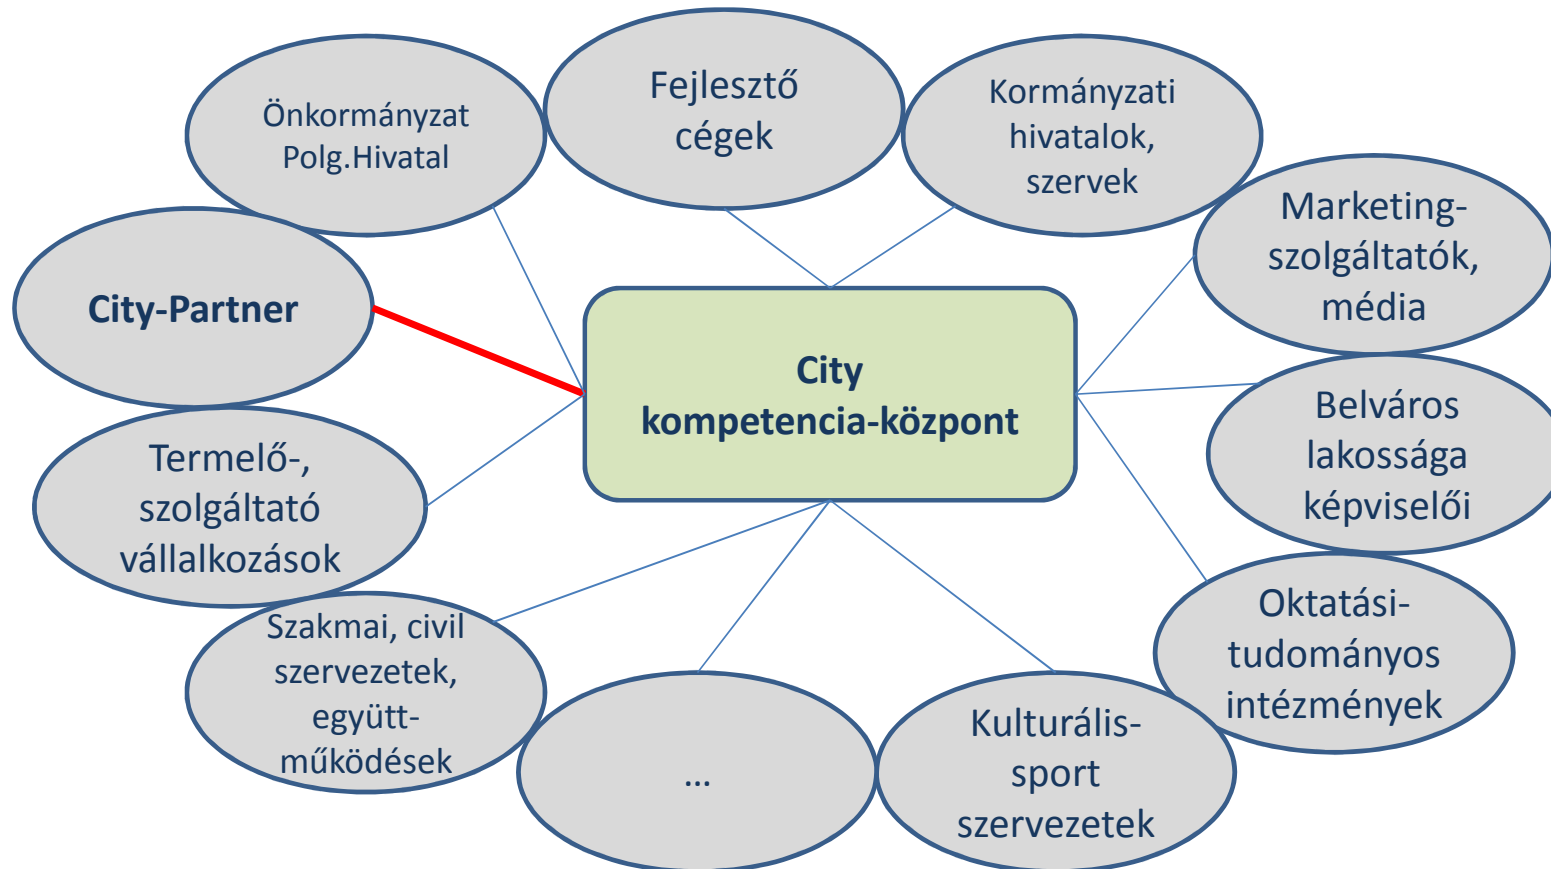 Önkormányzat
Polg.Hivatal
Fejlesztő
cégek
Kormányzati
hivatalok,
szervek
Marketing-
szolgáltatók,
média
City-Partner
City
kompetencia-központ
Belváros
lakossága
képviselői
Termelő-,
szolgáltató
vállalkozások
Oktatási-
tudományos
intézmények
Szakmai, civil
szervezetek,
együtt-
működések
...
Kulturális-
sport
szervezetek